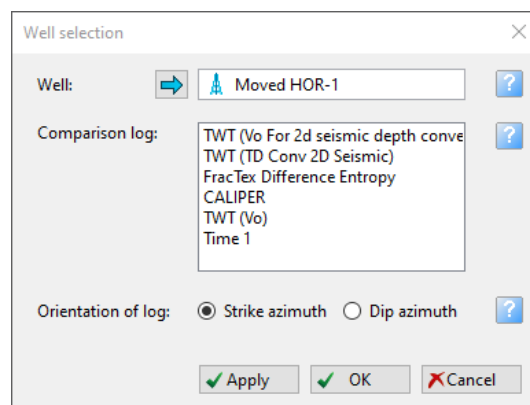 Well selection
Well: Moved HOR-1 ?
Comparison log: ?
TWT (Vo For 2d seismic depth conve
TWT (TD Conv 2D Seismic)
FracTex Difference Entropy
CALIPER
TWT (Vo)
Time 1
Orientation of log: Strike azimuth Dip azimuth ?
Apply OK Cancel